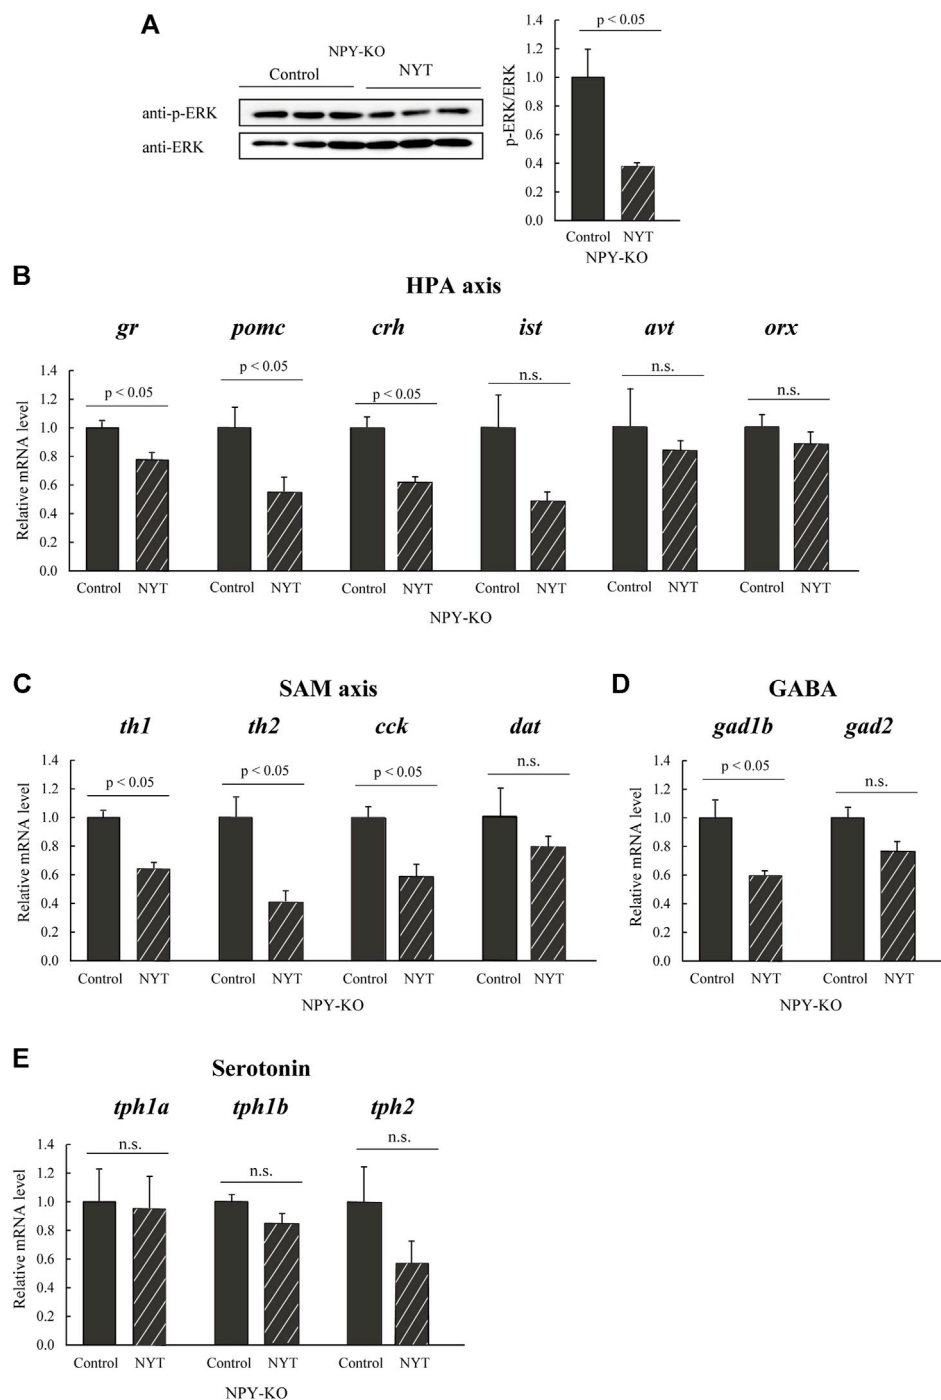 A
NPY-KO
Control NYT
anti-p-ERK
anti-ERK
p < 0.05
p-ERK/ERK
1.4
1.2
1.0
0.8
0.6
0.4
0.2
0.0
Control NYT
NPY-KO
B
HPA axis
gr pomc crh ist avt orx
Relative mRNA level
1.4
1.2
1.0
0.8
0.6
0.4
0.2
0.0
p < 0.05 p < 0.05 p < 0.05 n.s. n.s. n.s.
Control NYT Control NYT Control NYT Control NYT Control NYT Control NYT
NPY-KO
C
SAM axis
th1 th2 cck dat
Relative mRNA level
1.4
1.2
1.0
0.8
0.6
0.4
0.2
0.0
p < 0.05 p < 0.05 p < 0.05 n.s.
Control NYT Control NYT Control NYT Control NYT
NPY-KO
D
GABA
gad1b gad2
Relative mRNA level
1.4
1.2
1.0
0.8
0.6
0.4
0.2
0.0
p < 0.05 n.s.
Control NYT Control NYT
NPY-KO
E
Serotonin
tph1a tph1b tph2
Relative mRNA level
1.4
1.2
1.0
0.8
0.6
0.4
0.2
0.0
n.s. n.s. n.s.
Control NYT Control NYT Control NYT
NPY-KO